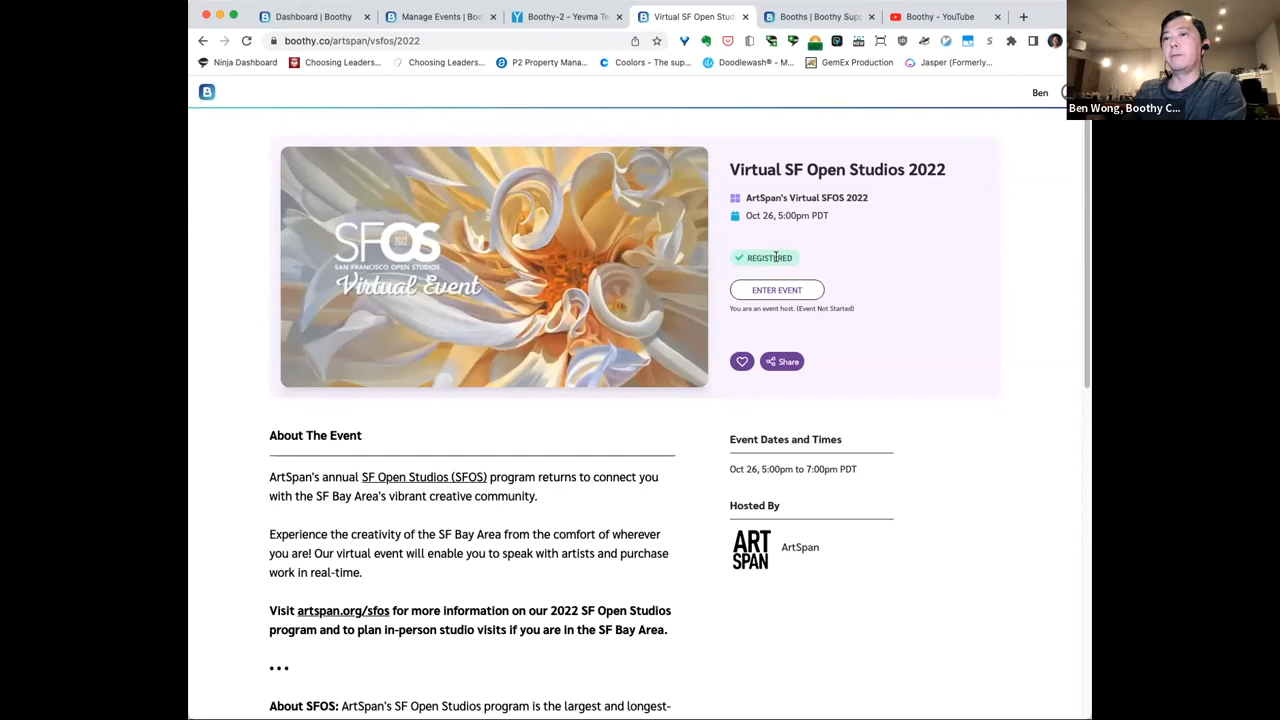 Dashboard | Boothy
Manage Events | Boo
Boothy-2 - Yevma Te
Virtual SF Open Stud
Booths | Boothy Supp
Boothy - YouTube
boothy.co/artspan/vsfos/2022
Ninja Dashboard
Choosing Leaders...
Choosing Leaders...
P2 Property Mana...
Coolors - The sup...
Doodlewash® - M...
GemEx Production
Jasper (Formerly...
Ben
Ben Wong, Boothy C...
SFOS
2022
SAN FRANCISCO OPEN STUDIOS
Virtual Event
Virtual SF Open Studios 2022
ArtSpan's Virtual SFOS 2022
Oct 26, 5:00pm PDT
REGISTERED
ENTER EVENT
You are an event host. (Event Not Started)
Share
About The Event
ArtSpan's annual SF Open Studios (SFOS) program returns to connect you
with the SF Bay Area's vibrant creative community.
Experience the creativity of the SF Bay Area from the comfort of wherever
you are! Our virtual event will enable you to speak with artists and purchase
work in real-time.
Visit artspan.org/sfos for more information on our 2022 SF Open Studios
program and to plan in-person studio visits if you are in the SF Bay Area.
• • •
About SFOS: ArtSpan's SF Open Studios program is the largest and longest-
Event Dates and Times
Oct 26, 5:00pm to 7:00pm PDT
Hosted By
ART
SPAN
ArtSpan